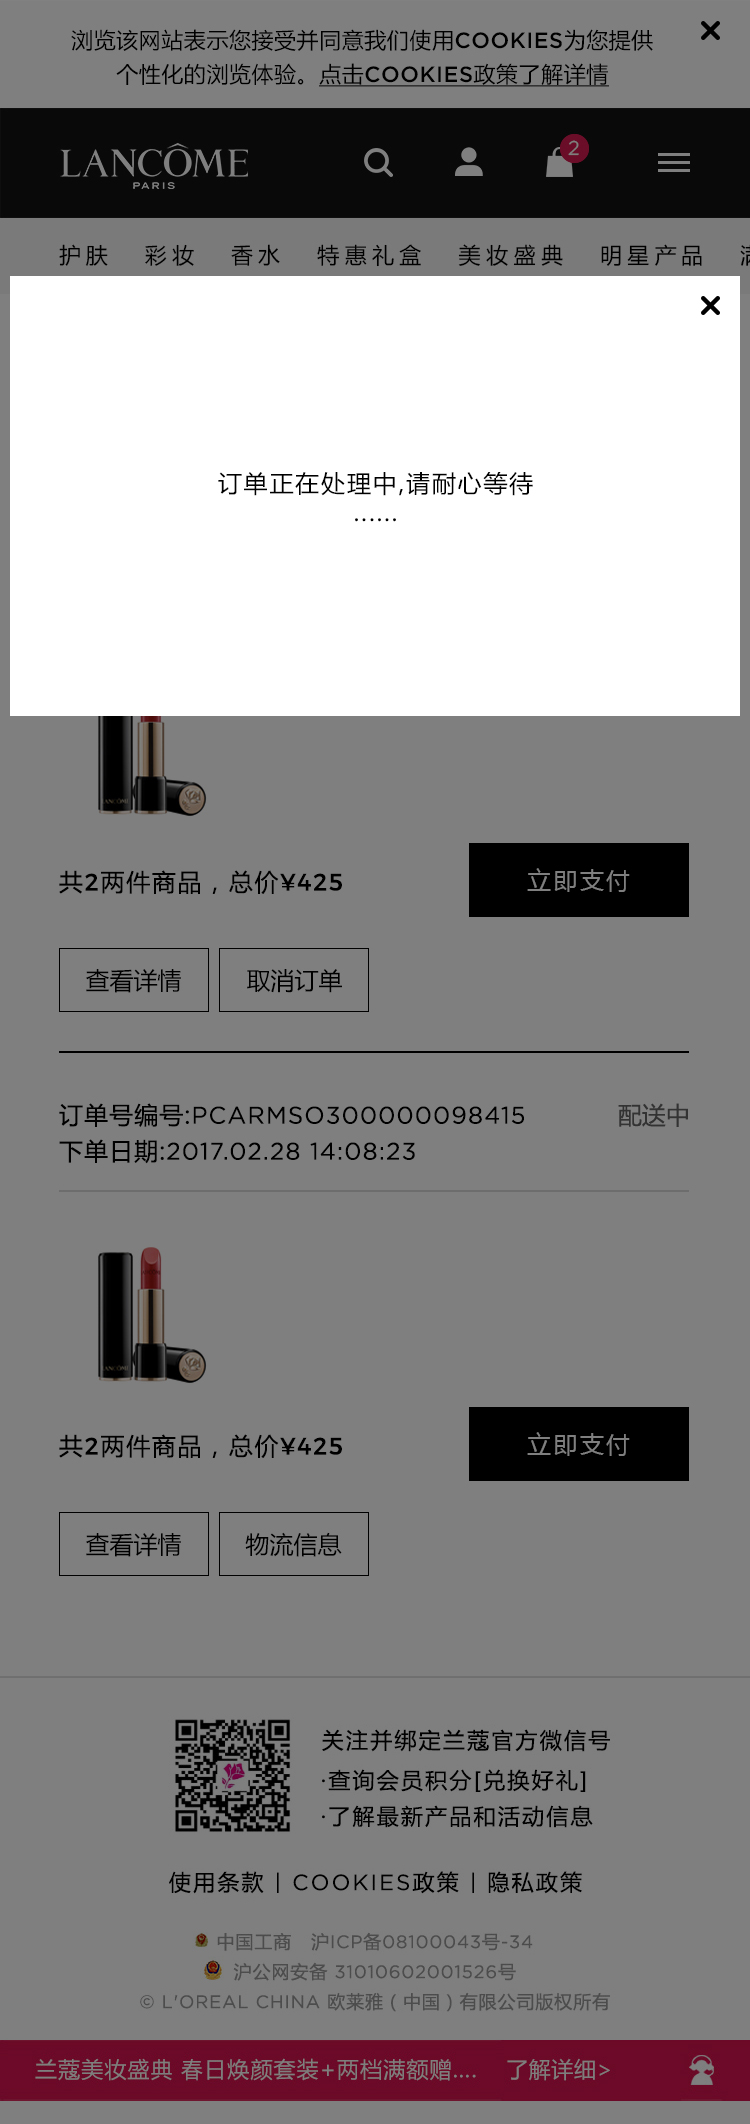 浏览该网站表示您接受并同意我们使用COOKIES为您提供
个性化的浏览体验。点击COOKIES政策了解详情
LANCÔME
PARIS
2
护肤 彩妆 香水 特惠礼盒 美妆盛典 明星产品
订单正在处理中,请耐心等待
······
LANCÔME
共2两件商品，总价¥425
立即支付
查看详情 取消订单
订单号编号:PCARMSO300000098415
配送中
下单日期:2017.02.28 14:08:23
LANCÔME
共2两件商品，总价¥425
立即支付
查看详情 物流信息
关注并绑定兰蔻官方微信号
·查询会员积分[兑换好礼]
·了解最新产品和活动信息
使用条款 | COOKIES政策 | 隐私政策
中国工商 沪ICP备08100043号-34
沪公网安备 31010602001526号
© L'OREAL CHINA 欧莱雅（中国）有限公司版权所有
兰蔻美妆盛典 春日焕颜套装+两档满额赠.... 了解详细>